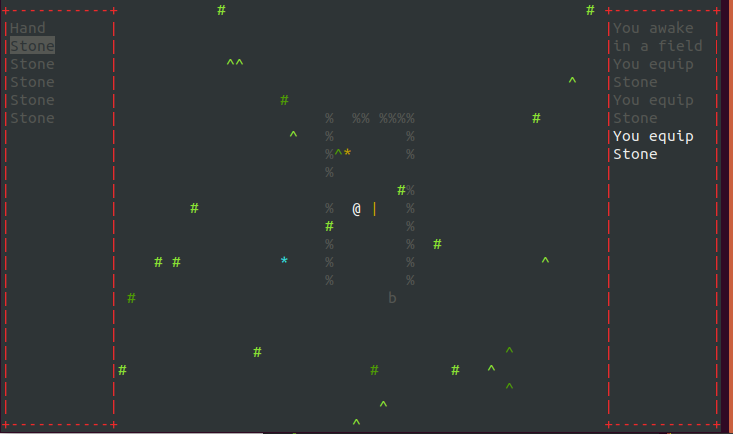 Hand
Stone
Stone
Stone
Stone
Stone
You awake
in a field
You equip
Stone
You equip
Stone
You equip
Stone
# #
^^
^
#
% %% %%%% #
^ % %
%^* %
%
#%
# % @ | %
# %
% % #
# # * % % ^
% %
# b
# ^
# # # ^
^
^
^